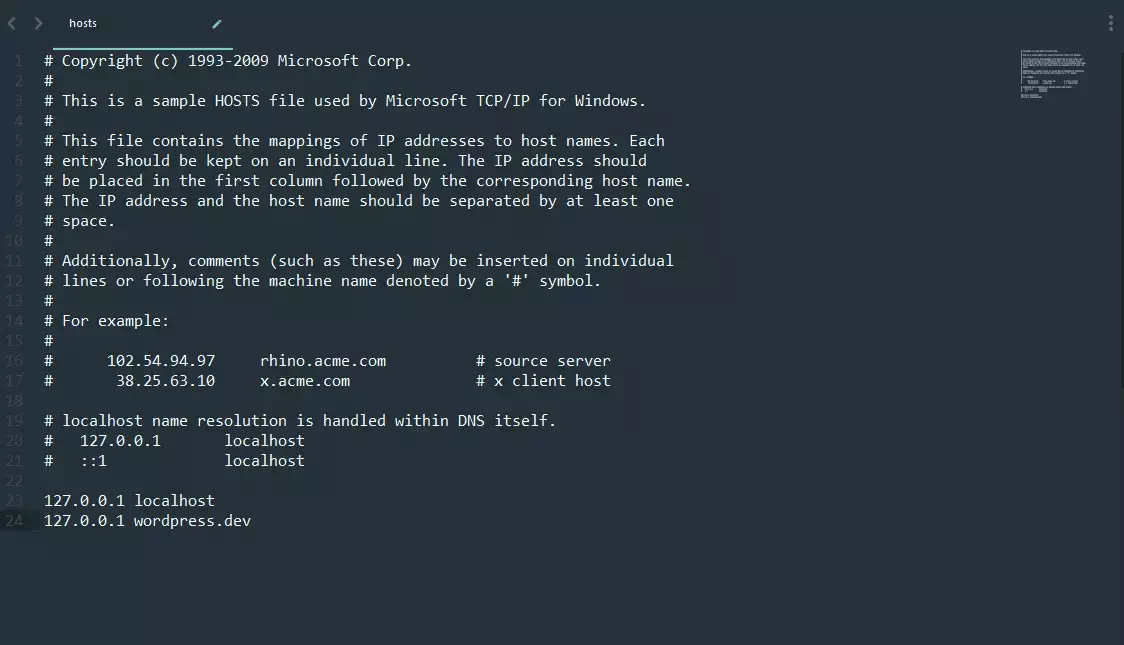 hosts
1 # Copyright (c) 1993-2009 Microsoft Corp.
2 #
3 # This is a sample HOSTS file used by Microsoft TCP/IP for Windows.
4 #
5 # This file contains the mappings of IP addresses to host names. Each
6 # entry should be kept on an individual line. The IP address should
7 # be placed in the first column followed by the corresponding host name.
8 # The IP address and the host name should be separated by at least one
9 # space.
10 #
11 # Additionally, comments (such as these) may be inserted on individual
12 # lines or following the machine name denoted by a '#' symbol.
13 #
14 # For example:
15 #
16 #      102.54.94.97     rhino.acme.com          # source server
17 #       38.25.63.10     x.acme.com              # x client host
18
19 # localhost name resolution is handled within DNS itself.
20 #   127.0.0.1       localhost
21 #   ::1             localhost
22
23 127.0.0.1 localhost
24 127.0.0.1 wordpress.dev